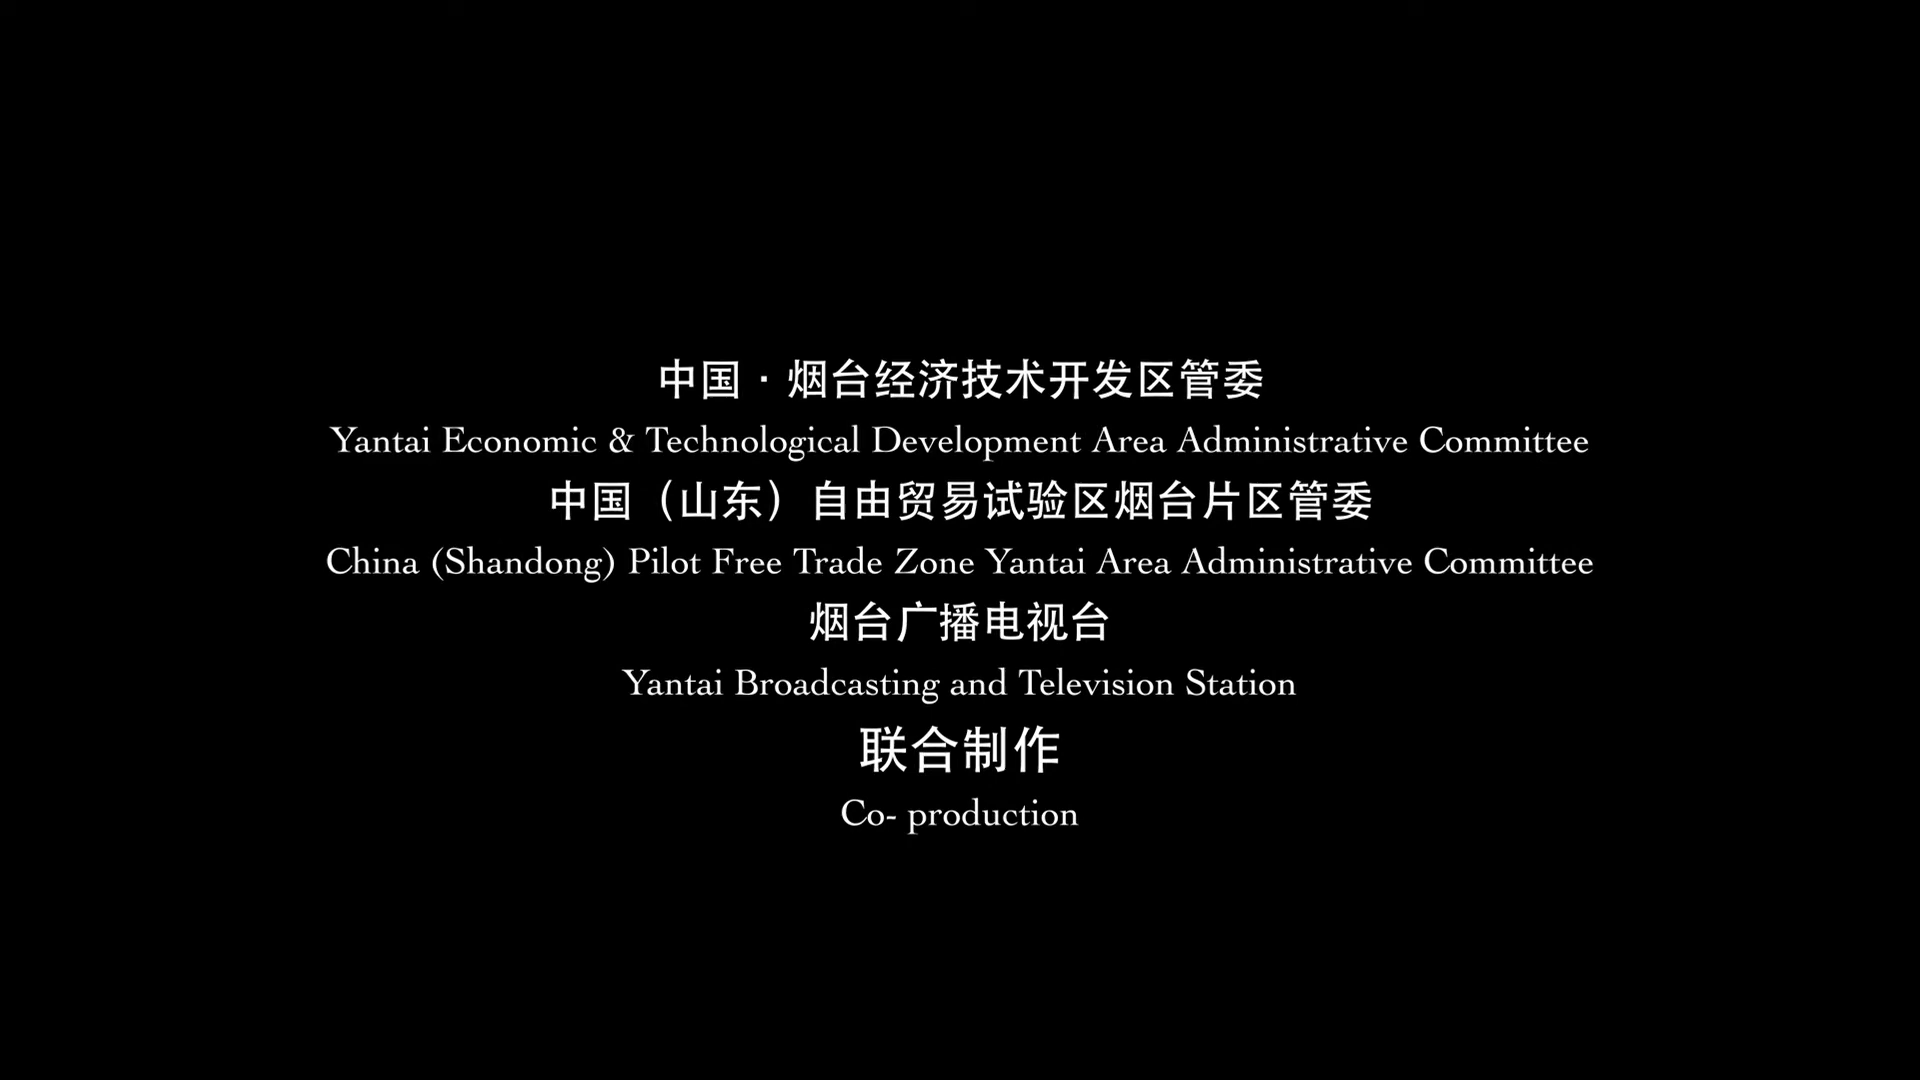 中国·烟台经济技术开发区管委
Yantai Economic & Technological Development Area Administrative Committee
中国（山东）自由贸易试验区烟台片区管委
China (Shandong) Pilot Free Trade Zone Yantai Area Administrative Committee
烟台广播电视台
Yantai Broadcasting and Television Station
联合制作
Co- production